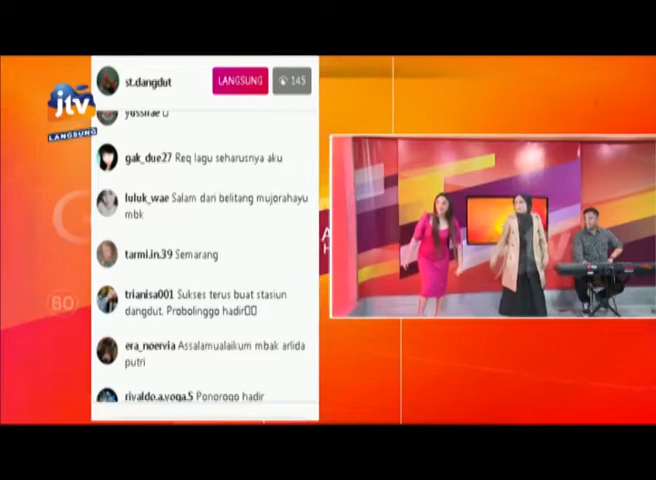 jtv
LANGSUNG
st.dangdut
LANGSUNG
145
gak_due27 Req lagu seharusnya aku
luluk_wae Salam dari belitang mujorahayu
mbk
tarmi.in.39 Semarang
trianisa001 Sukses terus buat stasiun
dangdut. Probolinggo hadir
era_noervia Assalamualaikum mbak arlida
putri
rivaldo.a.yoga.5 Ponorogo hadir
BO